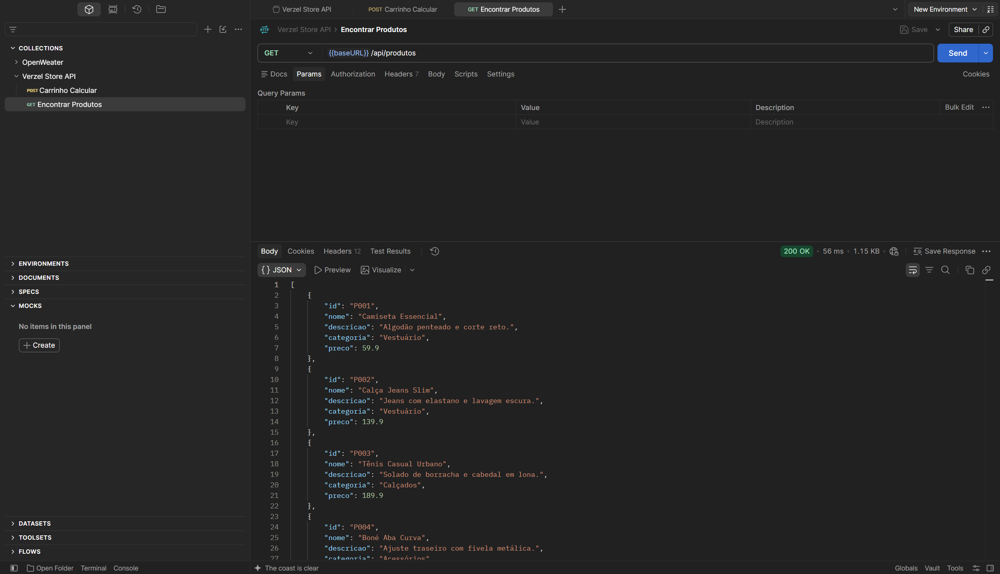 Verzel Store API
POST Carrinho Calcular
GET Encontrar Produtos
New Environment
HTTP
Verzel Store API > Encontrar Produtos
Save
Share
COLLECTIONS
OpenWeater
Verzel Store API
POST Carrinho Calcular
GET Encontrar Produtos
GET
{{baseURL}} /api/produtos
Send
Docs Params Authorization Headers 7 Body Scripts Settings
Cookies
Query Params
Key Value Description Bulk Edit
Key Value Description
ENVIRONMENTS
DOCUMENTS
SPECS
MOCKS
No items in this panel
Create
DATASETS
TOOLSETS
FLOWS
Body Cookies Headers 12 Test Results
200 OK • 56 ms • 1.15 KB •
e.g. Save Response
{ } JSON
Preview
Visualize
1 [
2 {
3 "id": "P001",
4 "nome": "Camiseta Essencial",
5 "descricao": "Algodão penteado e corte reto.",
6 "categoria": "Vestuário",
7 "preco": 59.9
8 },
9 {
10 "id": "P002",
11 "nome": "Calça Jeans Slim",
12 "descricao": "Jeans com elastano e lavagem escura.",
13 "categoria": "Vestuário",
14 "preco": 139.9
15 },
16 {
17 "id": "P003",
18 "nome": "Tênis Casual Urbano",
19 "descricao": "Solado de borracha e cabedal em lona.",
20 "categoria": "Calçados",
21 "preco": 189.9
22 },
23 {
24 "id": "P004",
25 "nome": "Boné Aba Curva",
26 "descricao": "Ajuste traseiro com fivela metálica.",
27 "categoria": "Acessórios"
Open Folder Terminal Console
The coast is clear
Globals Vault Tools